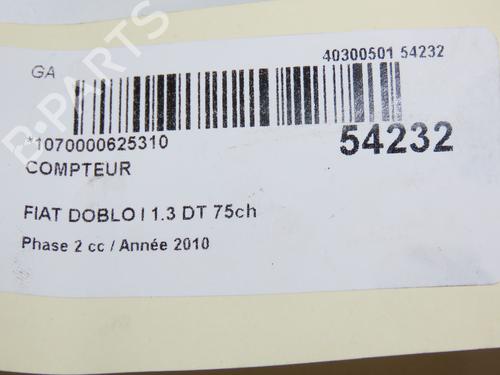 GA
40300501 54232
*1070000625310
54232
COMPTEUR
FIAT DOBLO I 1.3 DT 75ch
Phase 2 cc / Année 2010
B-PARTS